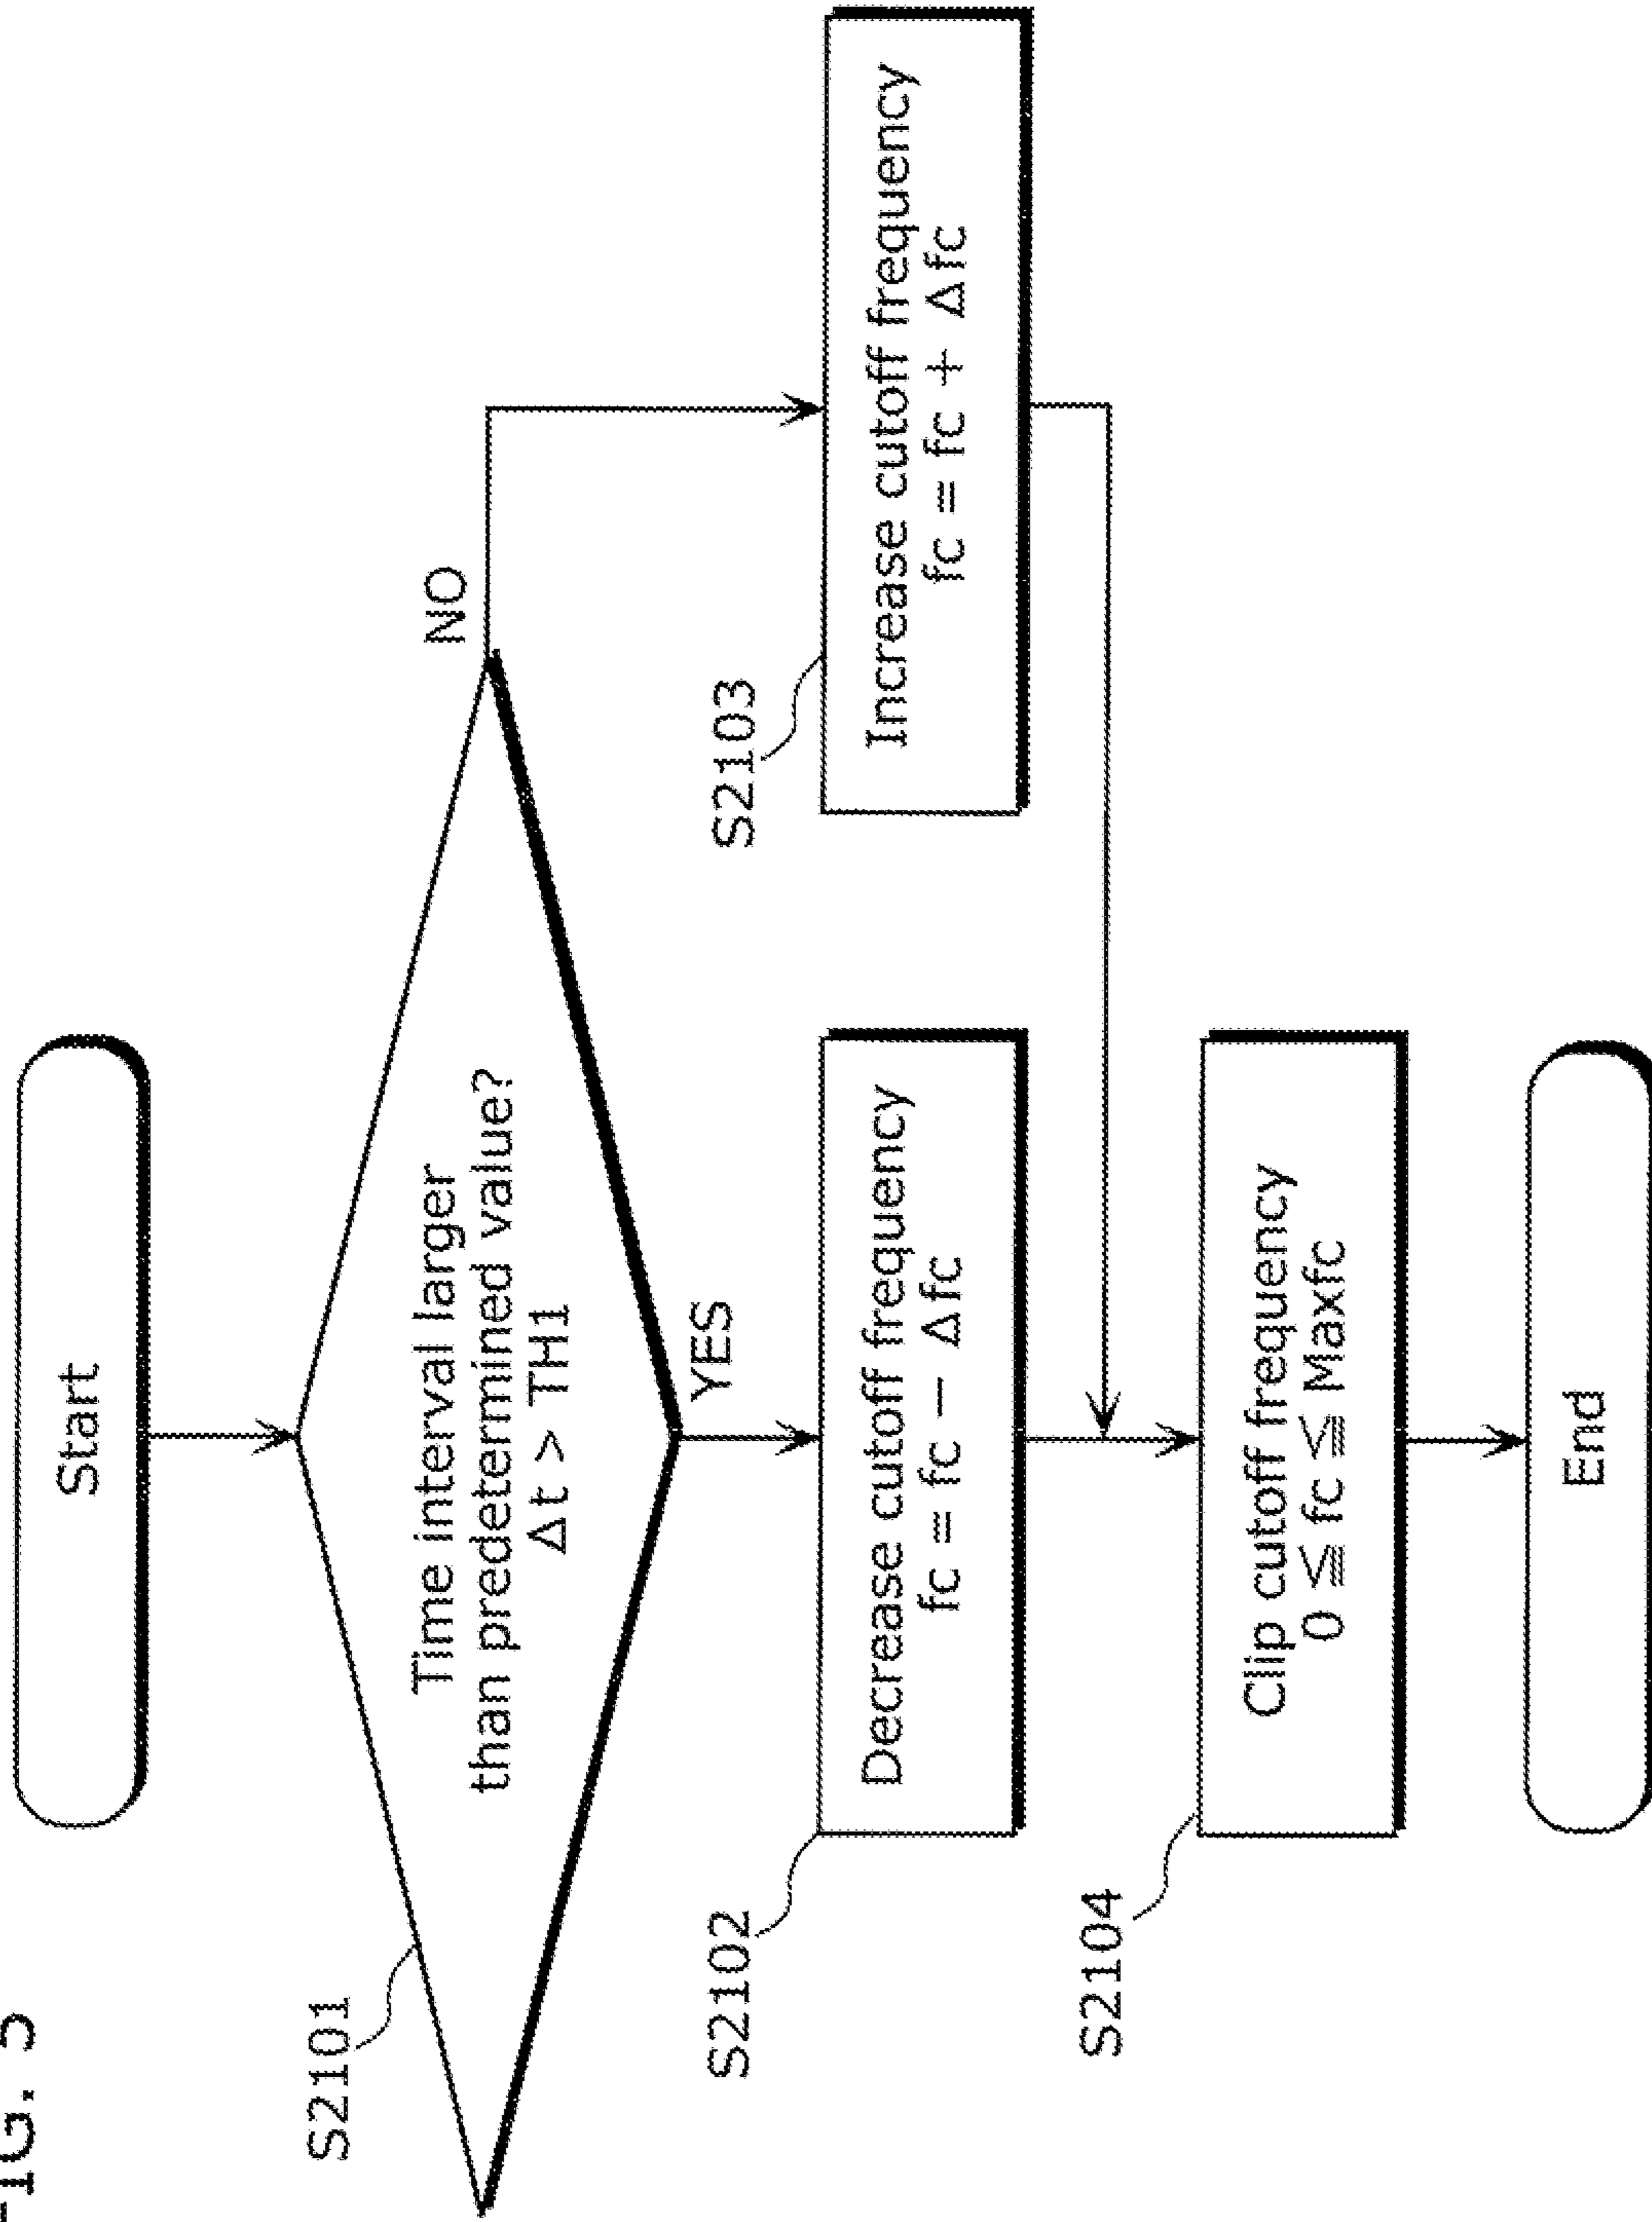 FIG. 5
Start
S2101
Time interval larger
than predetermined value?
Δt > TH1
NO
YES
S2102
Decrease cutoff frequency
fc = fc − Δfc
S2103
Increase cutoff frequency
fc = fc + Δfc
S2104
Clip cutoff frequency
0 ≦ fc ≦ Maxfc
End